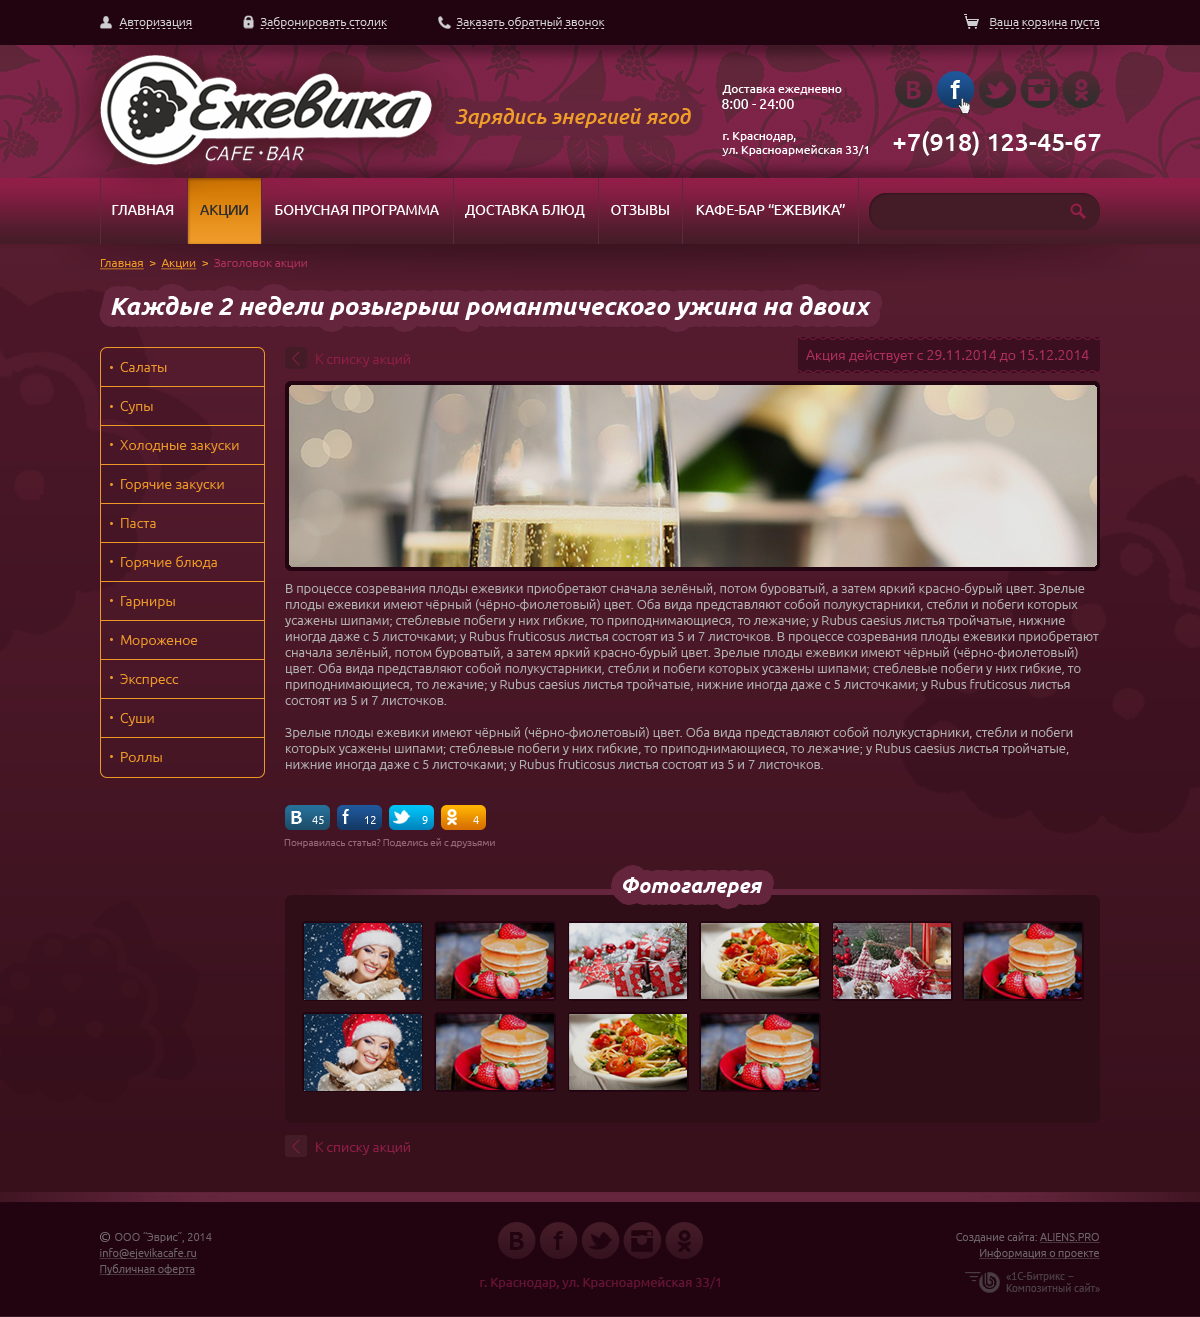 Авторизация
Забронировать столик
Заказать обратный звонок
Ваша корзина пуста
Ежевика
CAFE • BAR
Зарядись энергией ягод
Доставка ежедневно
8:00 - 24:00
г. Краснодар,
ул. Красноармейская 33/1
В f
+7(918) 123-45-67
ГЛАВНАЯ
АКЦИИ
БОНУСНАЯ ПРОГРАММА
ДОСТАВКА БЛЮД
ОТЗЫВЫ
КАФЕ-БАР “ЕЖЕВИКА”
Главная > Акции > Заголовок акции
Каждые 2 недели розыгрыш романтического ужина на двоих
• Салаты
• Супы
• Холодные закуски
• Горячие закуски
• Паста
• Горячие блюда
• Гарниры
• Мороженое
• Экспресс
• Суши
• Роллы
К списку акций
Акция действует с 29.11.2014 до 15.12.2014
В процессе созревания плоды ежевики приобретают сначала зелёный, потом буроватый, а затем яркий красно-бурый цвет. Зрелые
плоды ежевики имеют чёрный (чёрно-фиолетовый) цвет. Оба вида представляют собой полукустарники, стебли и побеги которых
усажены шипами; стеблевые побеги у них гибкие, то приподнимающиеся, то лежачие; у Rubus caesius листья тройчатые, нижние
иногда даже с 5 листочками; у Rubus fruticosus листья состоят из 5 и 7 листочков. В процессе созревания плоды ежевики приобретают
сначала зелёный, потом буроватый, а затем яркий красно-бурый цвет. Зрелые плоды ежевики имеют чёрный (чёрно-фиолетовый)
цвет. Оба вида представляют собой полукустарники, стебли и побеги которых усажены шипами; стеблевые побеги у них гибкие, то
приподнимающиеся, то лежачие; у Rubus caesius листья тройчатые, нижние иногда даже с 5 листочками; у Rubus fruticosus листья
состоят из 5 и 7 листочков.
Зрелые плоды ежевики имеют чёрный (чёрно-фиолетовый) цвет. Оба вида представляют собой полукустарники, стебли и побеги
которых усажены шипами; стеблевые побеги у них гибкие, то приподнимающиеся, то лежачие; у Rubus caesius листья тройчатые,
нижние иногда даже с 5 листочками; у Rubus fruticosus листья состоят из 5 и 7 листочков.
В 45
f 12
9
4
Понравилась статья? Поделись ей с друзьями
Фотогалерея
К списку акций
© ООО “Эврис”, 2014
info@ejevikacafe.ru
Публичная оферта
В f
г. Краснодар, ул. Красноармейская 33/1
Создание сайта: ALIENS.PRO
Информация о проекте
«1С-Битрикс –
Композитный сайт»